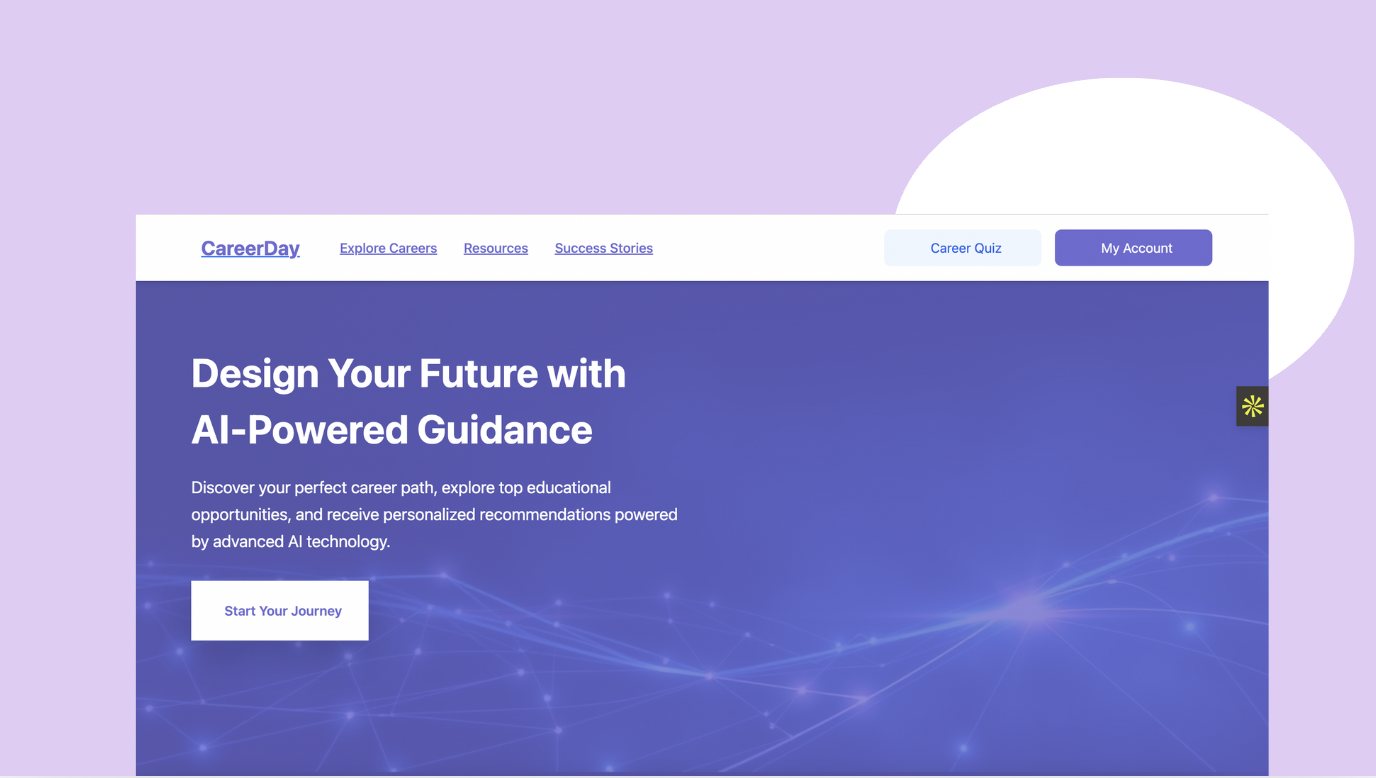 CareerDay
Explore Careers
Resources
Success Stories
Career Quiz
My Account
Design Your Future with
AI-Powered Guidance
Discover your perfect career path, explore top educational
opportunities, and receive personalized recommendations powered
by advanced AI technology.
Start Your Journey